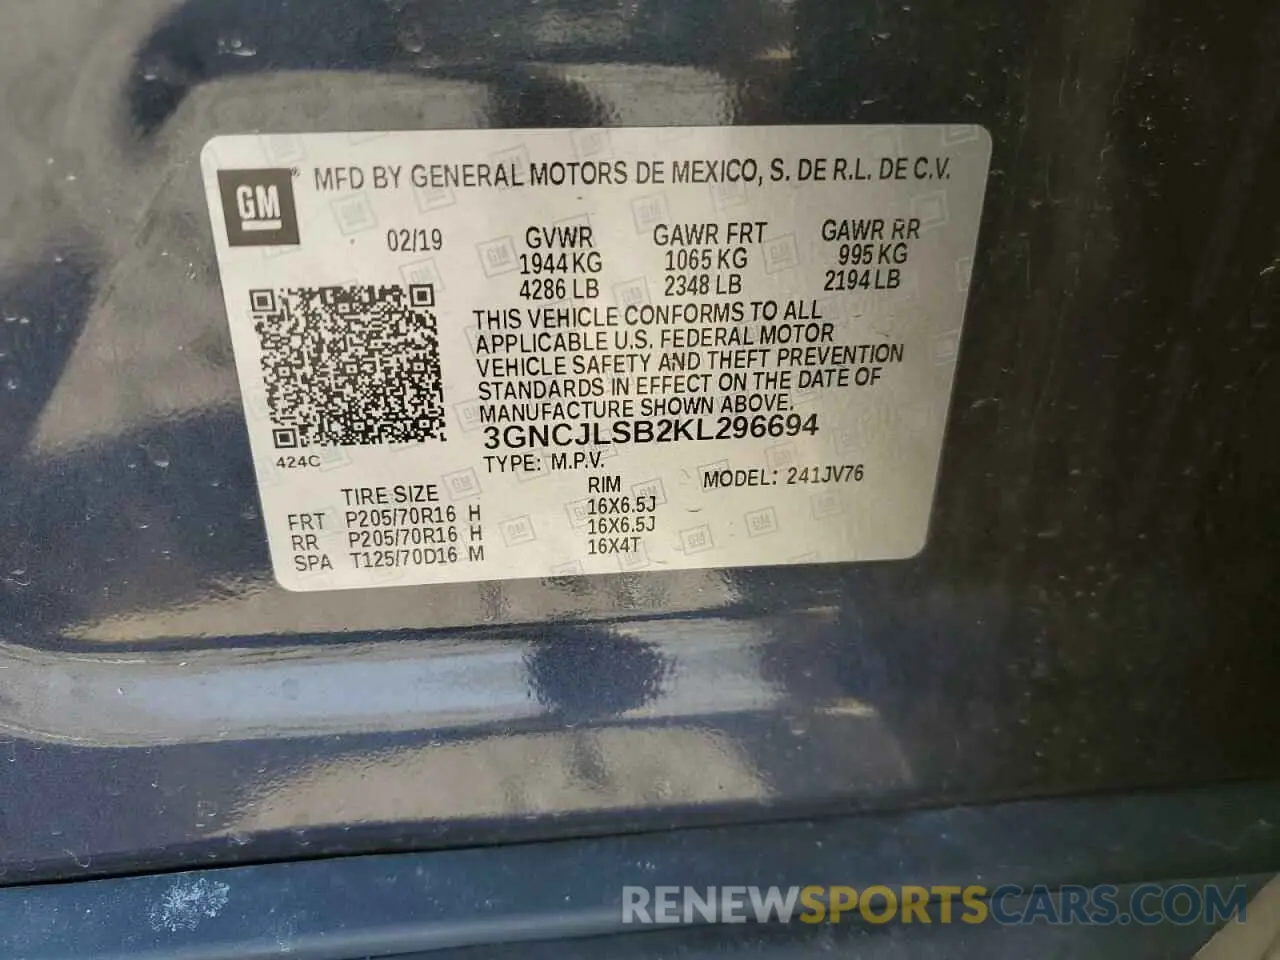 GM® MFD BY GENERAL MOTORS DE MEXICO, S. DE R.L. DE C.V.
02/19 GVWR GAWR FRT GAWR RR
1944 KG 1065 KG 995 KG
4286 LB 2348 LB 2194 LB
THIS VEHICLE CONFORMS TO ALL
APPLICABLE U.S. FEDERAL MOTOR
VEHICLE SAFETY AND THEFT PREVENTION
STANDARDS IN EFFECT ON THE DATE OF
MANUFACTURE SHOWN ABOVE.
3GNCJLSB2KL296694
424C
TYPE: M.P.V.
TIRE SIZE RIM MODEL: 241JV76
FRT P205/70R16 H 16X6.5J
RR P205/70R16 H 16X6.5J
SPA T125/70D16 M 16X4T
RENEWSPORTSCARS.COM